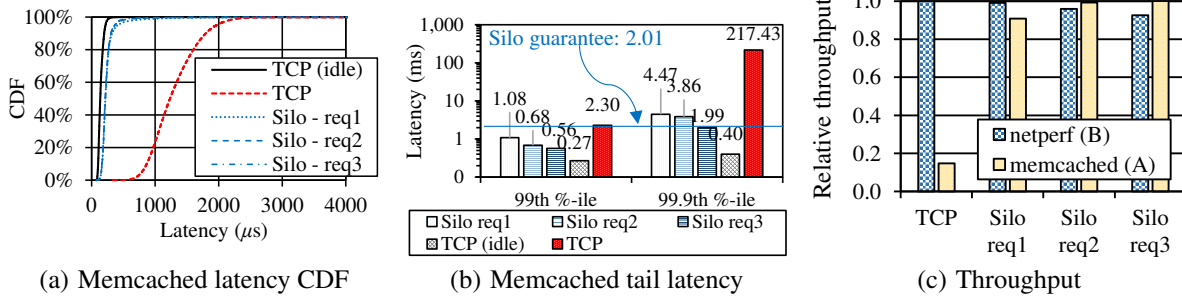 100%
80%
60%
40%
20%
0%
CDF
0
1000
2000
3000
4000
Latency (µs)
TCP (idle)
TCP
Silo - req1
Silo - req2
Silo - req3
(a) Memcached latency CDF
1,000
100
10
1
0
Latency (ms)
Silo guarantee: 2.01
1.08
0.68
0.56
0.27
2.30
4.47
3.86
1.99
0.40
217.43
99th %-ile
99.9th %-ile
Silo req1
Silo req2
Silo req3
TCP (idle)
TCP
(b) Memcached tail latency
0.8
0.6
0.4
0.2
0.0
Relative throughput
netperf (B)
memcached (A)
TCP
Silo req1
Silo req2
Silo req3
(c) Throughput